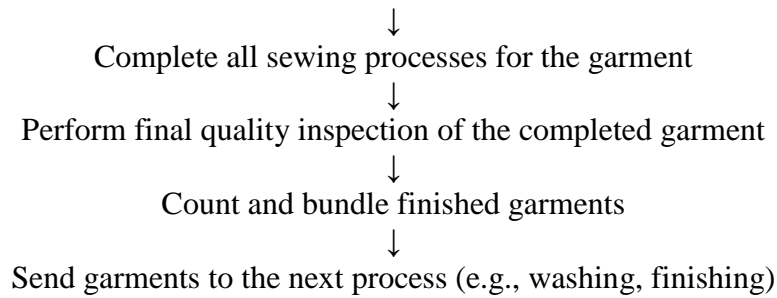 ↓
Complete all sewing processes for the garment
↓
Perform final quality inspection of the completed garment
↓
Count and bundle finished garments
↓
Send garments to the next process (e.g., washing, finishing)